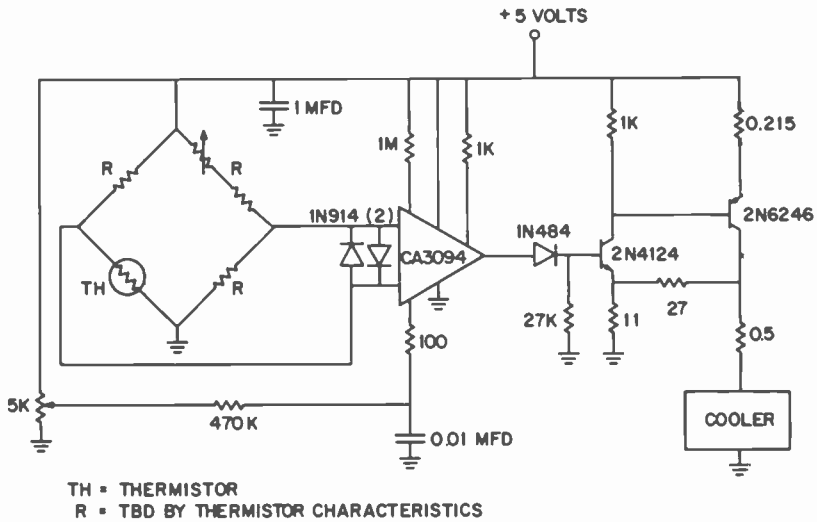 + 5 VOLTS
1 MFD
1M
1K
1K
0.215
R
R
1N914 (2)
CA3094
1N484
2N4124
2N6246
TH
R
27K
11
27
100
0.5
5K
470K
0.01 MFD
COOLER
TH = THERMISTOR
R = TBD BY THERMISTOR CHARACTERISTICS